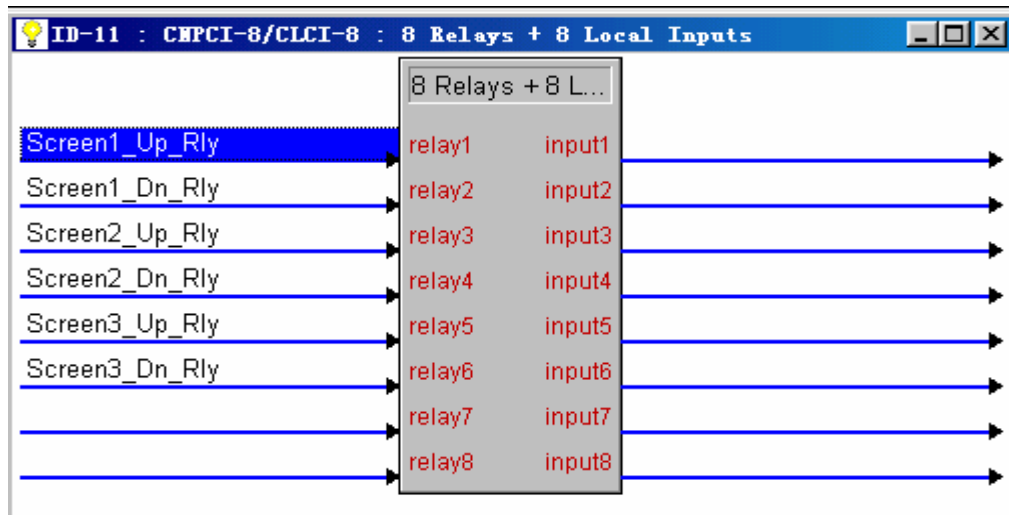 ID-11 : CNPCI-8/CLCI-8 : 8 Relays + 8 Local Inputs
8 Relays + 8 L...
Screen1_Up_Rly relay1 input1
Screen1_Dn_Rly relay2 input2
Screen2_Up_Rly relay3 input3
Screen2_Dn_Rly relay4 input4
Screen3_Up_Rly relay5 input5
Screen3_Dn_Rly relay6 input6
relay7 input7
relay8 input8